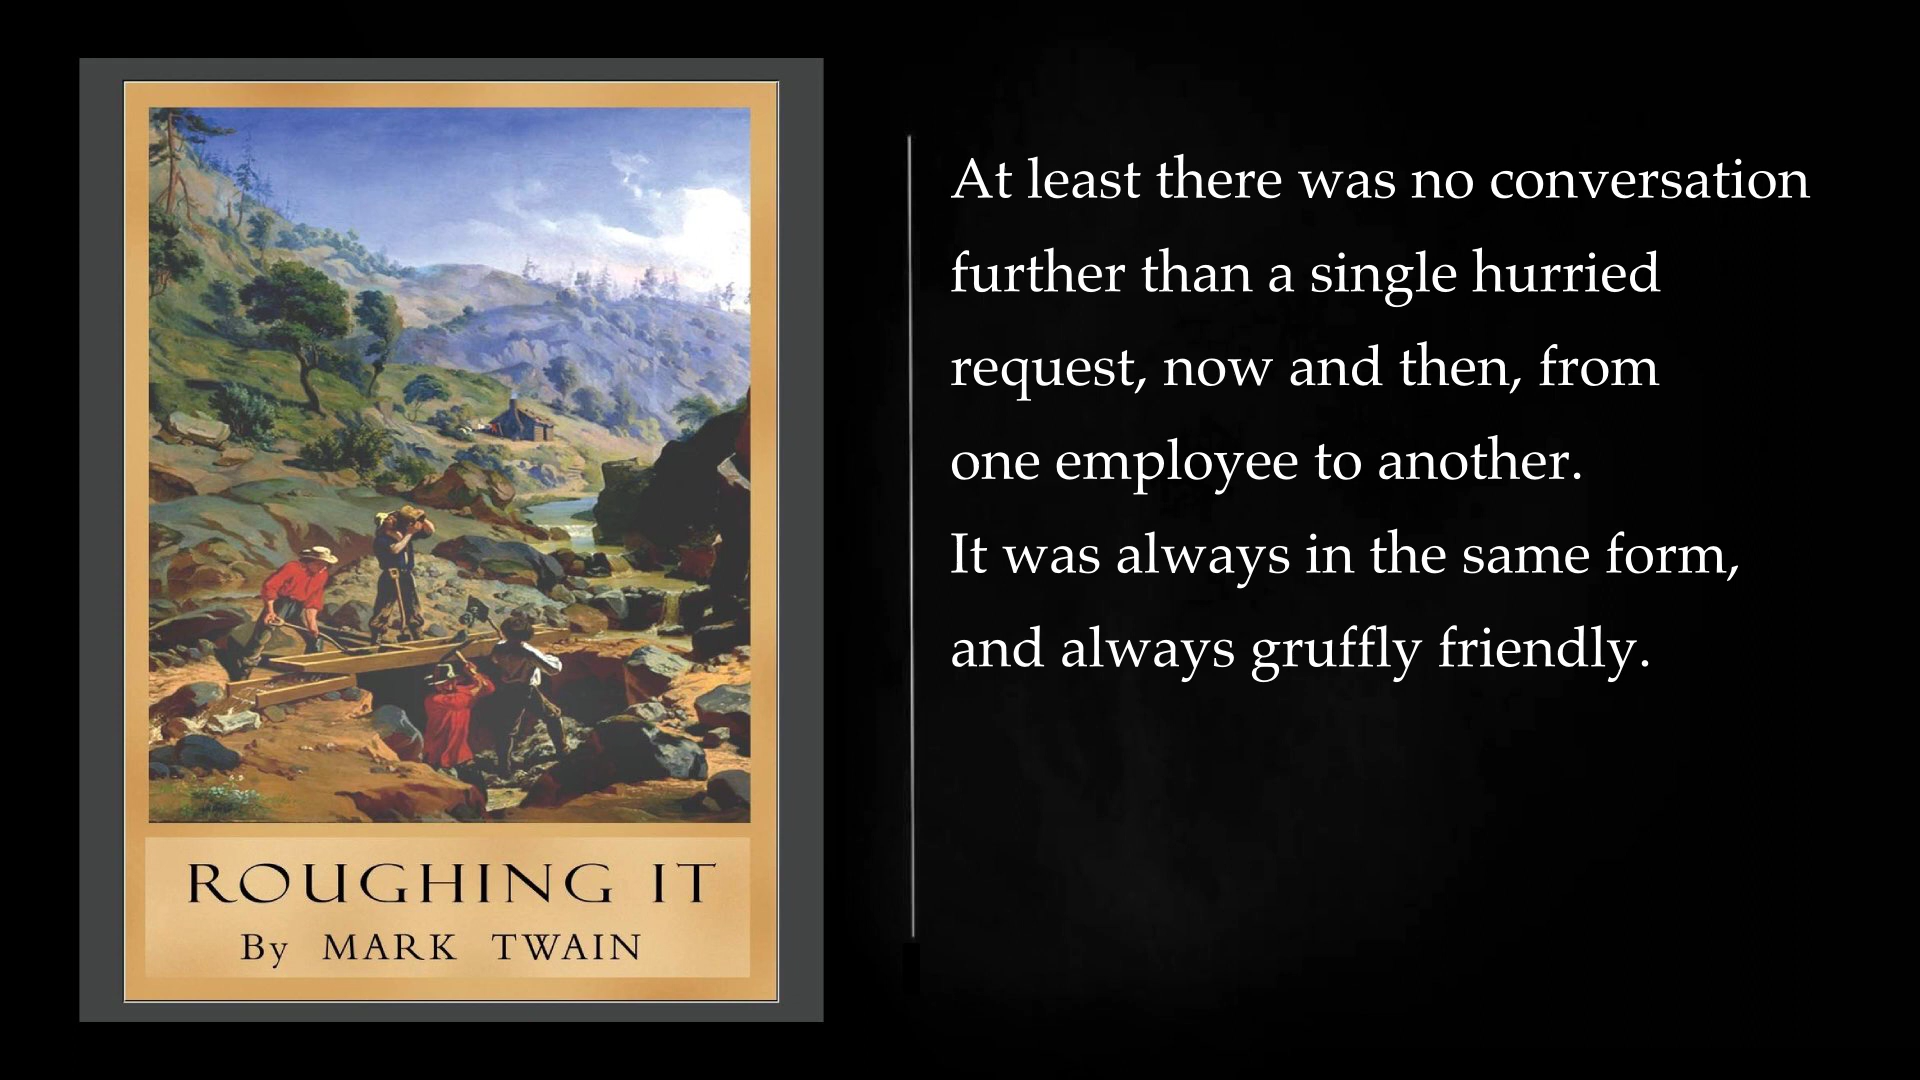 ROUGHING IT
By MARK TWAIN
At least there was no conversation
further than a single hurried
request, now and then, from
one employee to another.
It was always in the same form,
and always gruffly friendly.